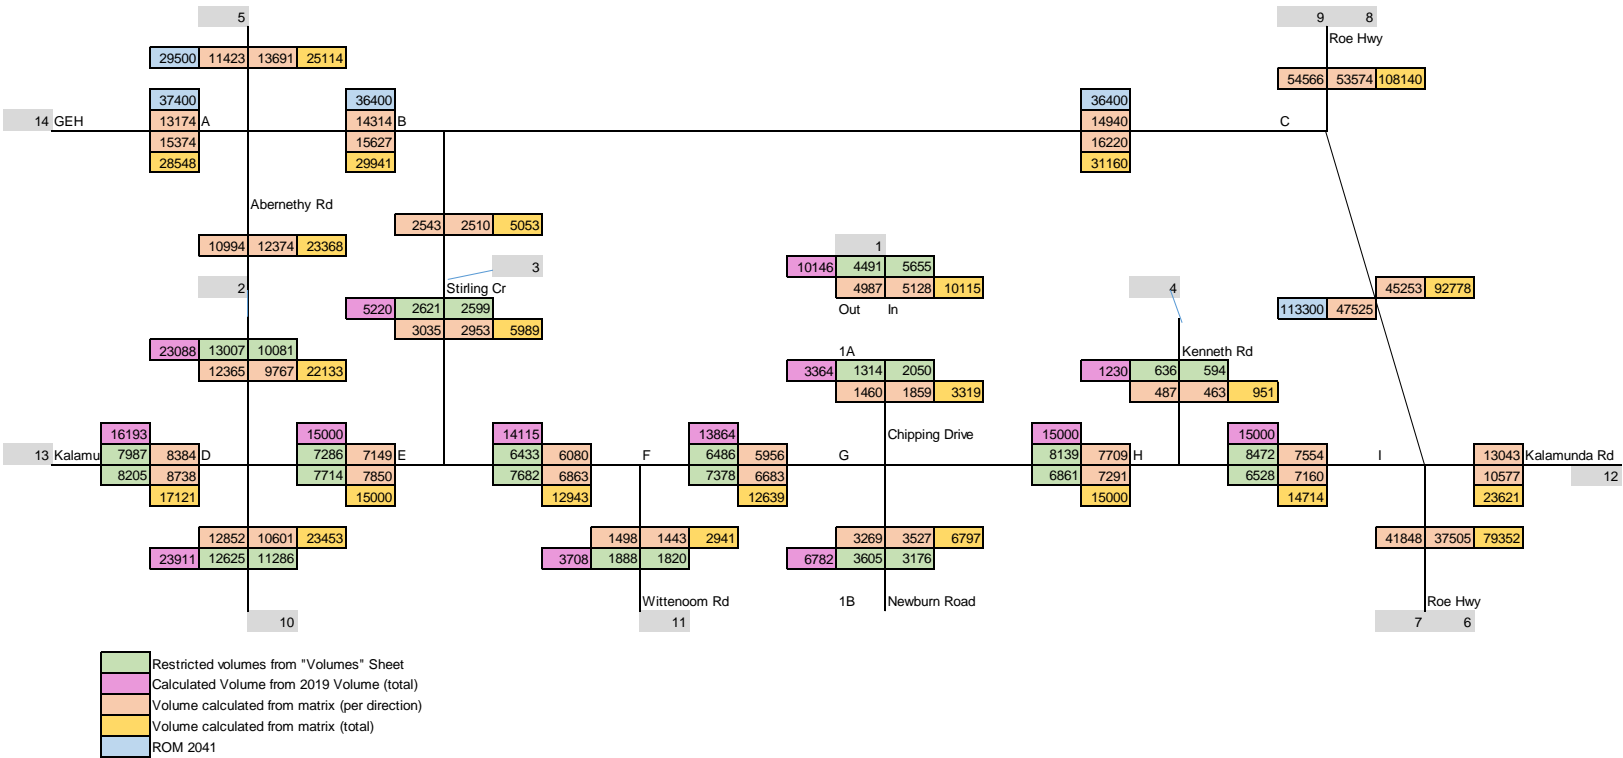 5
9 8
Roe Hwy
29500 11423 13691 25114
54566 53574 108140
37400 36400 36400
14 GEH 13174 A 14314 B 14940 C
15374 15627 16220
28548 29941 31160
Abernethy Rd
2543 2510 5053
10994 12374 23368
1
2 3
10146 4491 5655
4987 5128 10115
4
45253 92778
Stirling Cr
Out In
5220 2621 2599
113300 47525
3035 2953 5989
23088 13007 10081
1A
Kenneth Rd
12365 9767 22133
3364 1314 2050
1230 636 594
1460 1859 3319
487 463 951
16193 15000 14115 13864 Chipping Drive 15000 15000
13 Kalamu 7987 8384 D 7286 7149 E 6433 6080 F 6486 5956 G 8139 7709 H 8472 7554 I 13043 Kalamunda Rd
8205 8738 7714 7850 7682 6863 7378 6683 6861 7291 6528 7160 10577 12
17121 15000 12943 12639 15000 14714 23621
12852 10601 23453 1498 1443 2941 3269 3527 6797 41848 37505 79352
23911 12625 11286 3708 1888 1820 6782 3605 3176
Wittenoom Rd 1B Newburn Road Roe Hwy
10 11 7 6
Restricted volumes from "Volumes" Sheet
Calculated Volume from 2019 Volume (total)
Volume calculated from matrix (per direction)
Volume calculated from matrix (total)
ROM 2041